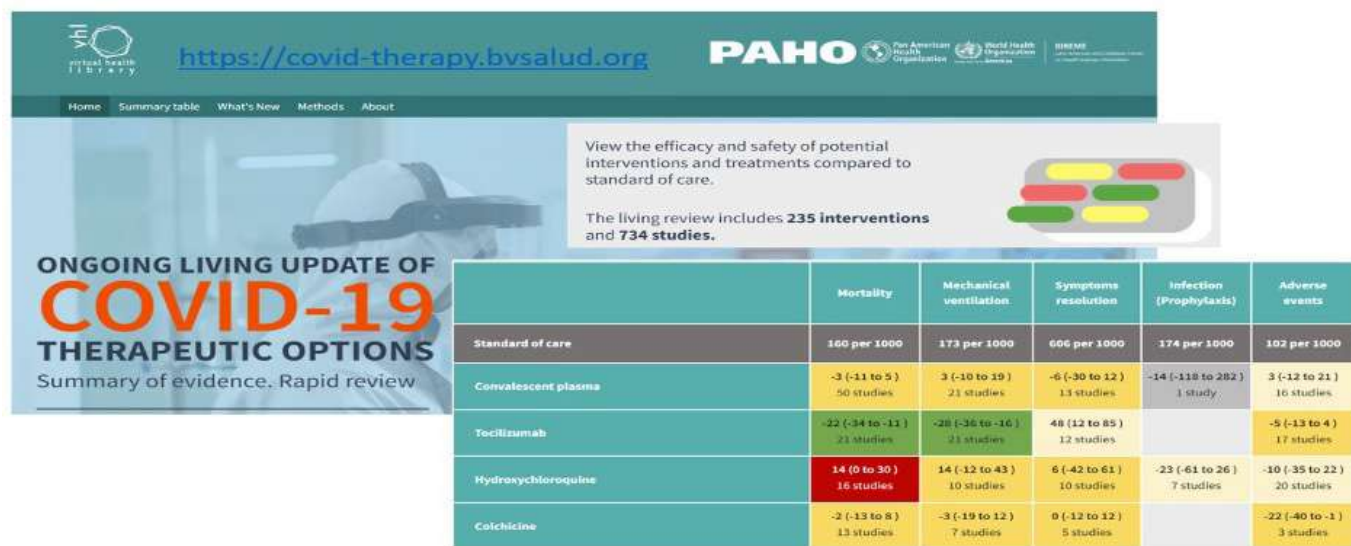 vhl
virtual health
library
https://covid-therapy.bvsalud.org
PAHO
Pan American
Health
Organization
World Health
Organization
Americas
BIREME
Home Summary table What's New Methods About
View the efficacy and safety of potential
interventions and treatments compared to
standard of care.
The living review includes 235 interventions
and 734 studies.
ONGOING LIVING UPDATE OF
COVID-19
THERAPEUTIC OPTIONS
Summary of evidence. Rapid review
Mortality Mechanical ventilation Symptoms resolution Infection (Prophylaxis) Adverse events
Standard of care 160 per 1000 173 per 1000 606 per 1000 174 per 1000 102 per 1000
Convalescent plasma -3 (-11 to 5) 3 (-10 to 19) -6 (-30 to 12) -14 (-118 to 282) 3 (-12 to 21)
50 studies 21 studies 13 studies 1 study 16 studies
Tocilizumab -22 (-34 to -11) -28 (-36 to -16) 48 (12 to 85) -5 (-13 to 4)
21 studies 21 studies 12 studies 17 studies
Hydroxychloroquine 14 (0 to 30) 14 (-12 to 43) 6 (-42 to 61) -23 (-61 to 26) -10 (-35 to 22)
16 studies 10 studies 10 studies 7 studies 20 studies
Colchicine -2 (-13 to 8) -3 (-19 to 12) 0 (-12 to 12) -22 (-40 to -1)
13 studies 7 studies 5 studies 3 studies